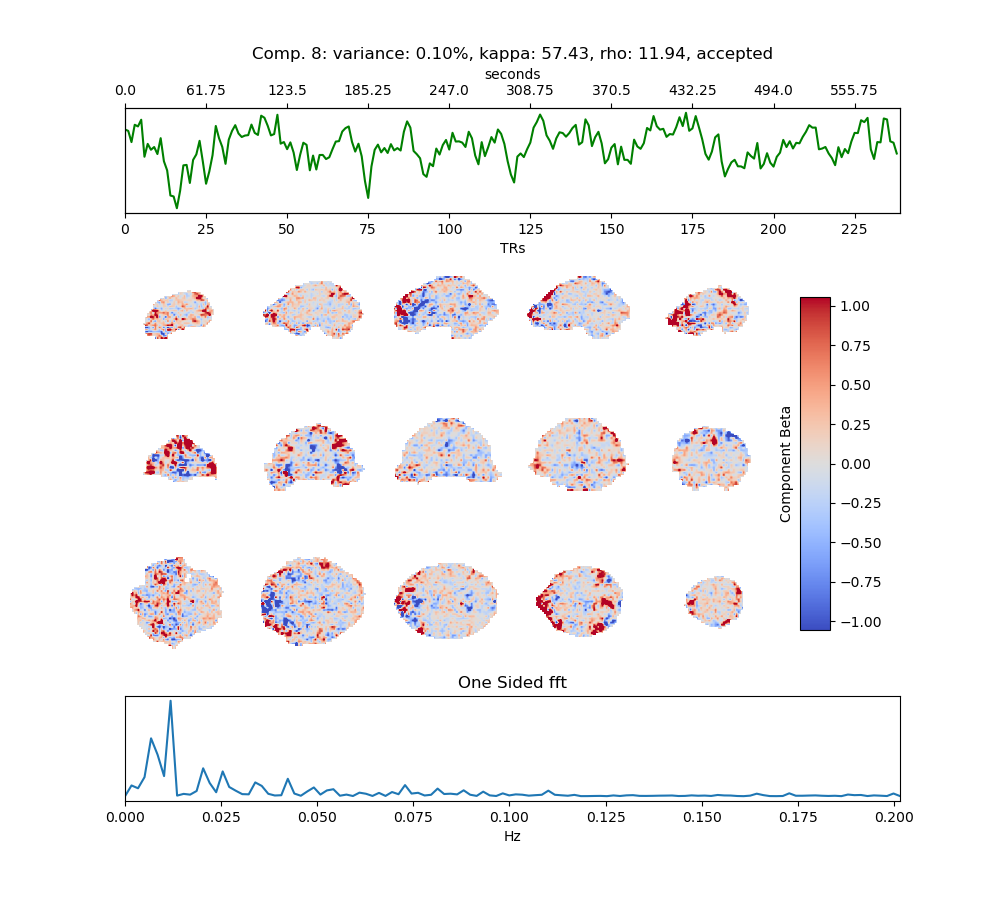 Comp. 8: variance: 0.10%, kappa: 57.43, rho: 11.94, accepted
seconds
0.0 61.75 123.5 185.25 247.0 308.75 370.5 432.25 494.0 555.75
0 25 50 75 100 125 150 175 200 225
TRs
1.00
0.75
0.50
0.25
0.00
−0.25
−0.50
−0.75
−1.00
Component Beta
One Sided fft
0.000 0.025 0.050 0.075 0.100 0.125 0.150 0.175 0.200
Hz